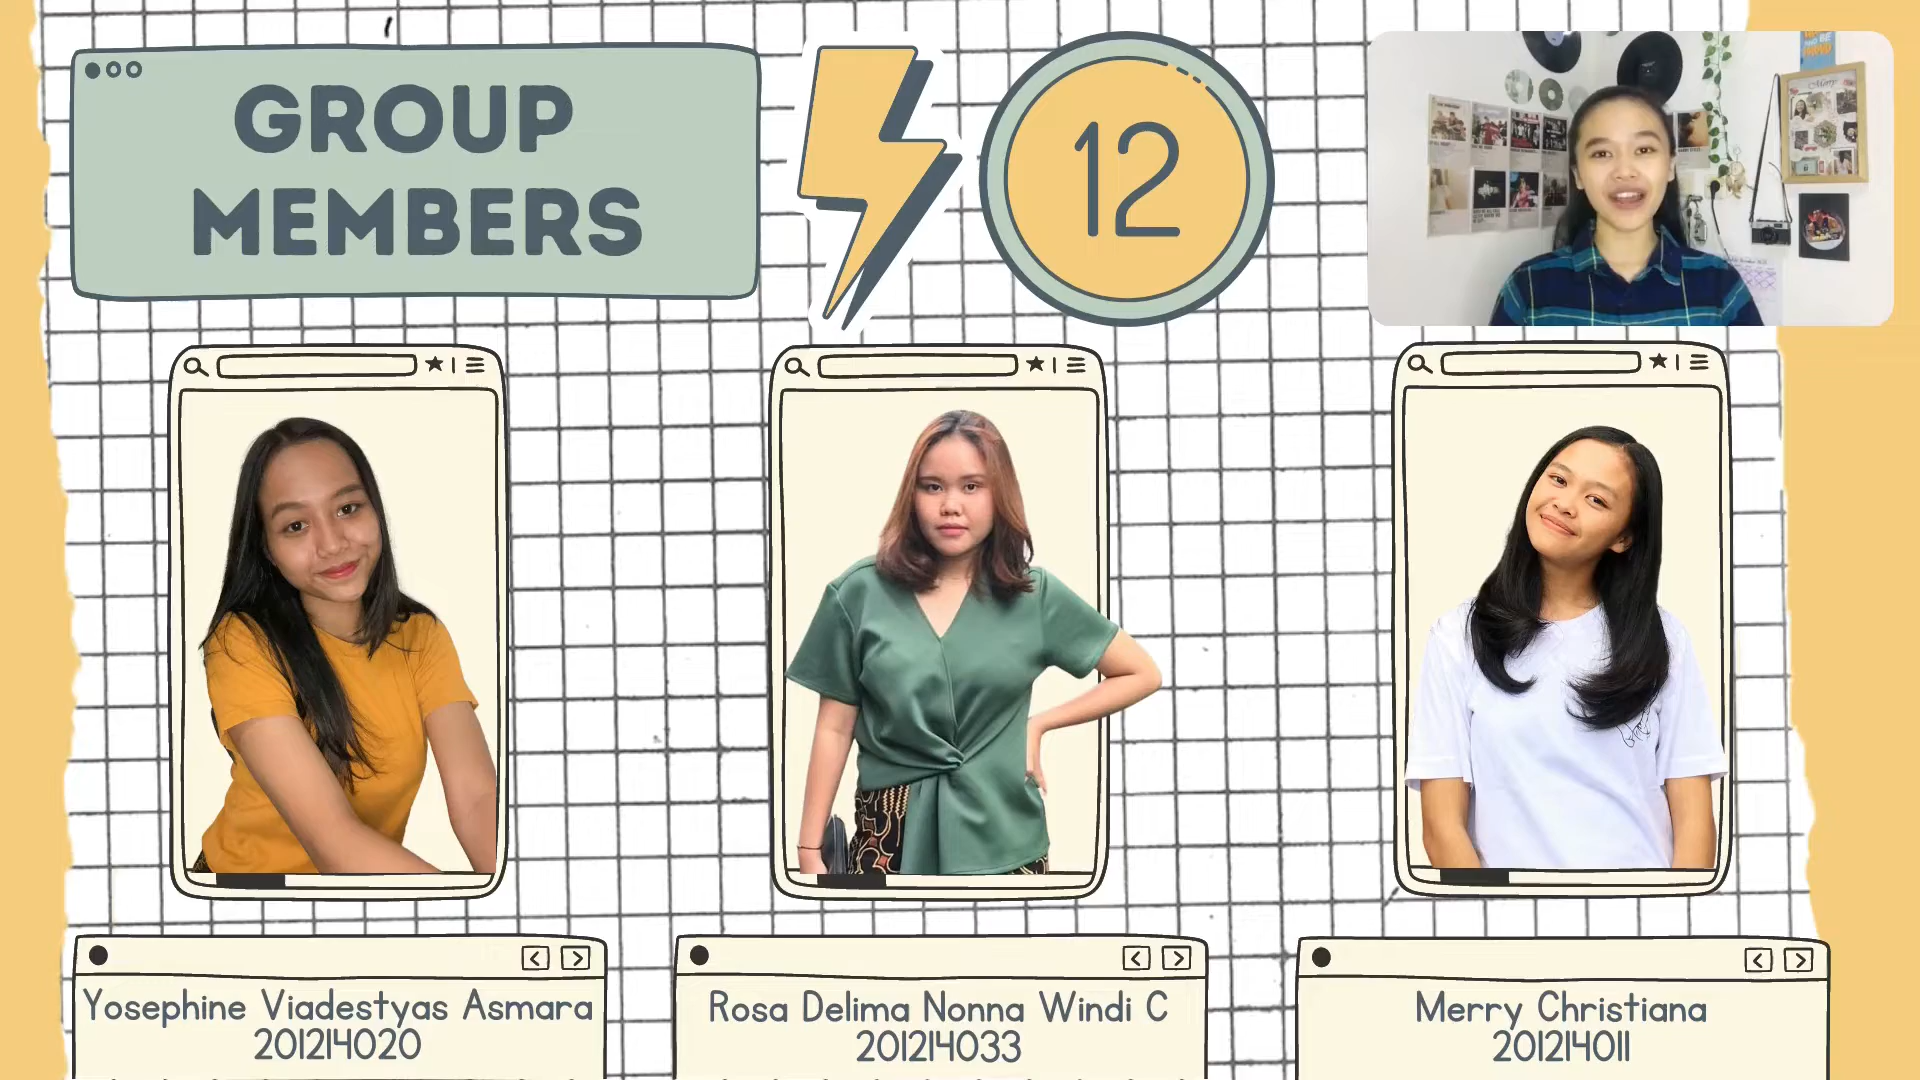 GROUP
MEMBERS
12
Yosephine Viadestyas Asmara
201214020
Rosa Delima Nonna Windi C
201214033
Merry Christiana
201214011